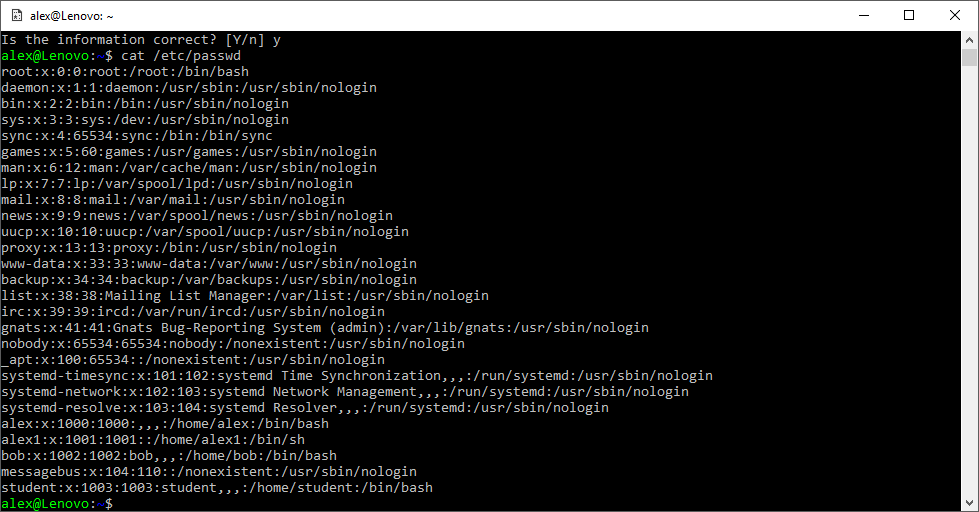 alex@Lenovo: ~
Is the information correct? [Y/n] y
alex@Lenovo:~$ cat /etc/passwd
root:x:0:0:root:/root:/bin/bash
daemon:x:1:1:daemon:/usr/sbin:/usr/sbin/nologin
bin:x:2:2:bin:/bin:/usr/sbin/nologin
sys:x:3:3:sys:/dev:/usr/sbin/nologin
sync:x:4:65534:sync:/bin:/bin/sync
games:x:5:60:games:/usr/games:/usr/sbin/nologin
man:x:6:12:man:/var/cache/man:/usr/sbin/nologin
lp:x:7:7:lp:/var/spool/lpd:/usr/sbin/nologin
mail:x:8:8:mail:/var/mail:/usr/sbin/nologin
news:x:9:9:news:/var/spool/news:/usr/sbin/nologin
uucp:x:10:10:uucp:/var/spool/uucp:/usr/sbin/nologin
proxy:x:13:13:proxy:/bin:/usr/sbin/nologin
www-data:x:33:33:www-data:/var/www:/usr/sbin/nologin
backup:x:34:34:backup:/var/backups:/usr/sbin/nologin
list:x:38:38:Mailing List Manager:/var/list:/usr/sbin/nologin
irc:x:39:39:ircd:/var/run/ircd:/usr/sbin/nologin
gnats:x:41:41:Gnats Bug-Reporting System (admin):/var/lib/gnats:/usr/sbin/nologin
nobody:x:65534:65534:nobody:/nonexistent:/usr/sbin/nologin
_apt:x:100:65534::/nonexistent:/usr/sbin/nologin
systemd-timesync:x:101:102:systemd Time Synchronization,,,:/run/systemd:/usr/sbin/nologin
systemd-network:x:102:103:systemd Network Management,,,:/run/systemd:/usr/sbin/nologin
systemd-resolve:x:103:104:systemd Resolver,,,:/run/systemd:/usr/sbin/nologin
alex:x:1000:1000:,,,:/home/alex:/bin/bash
alex1:x:1001:1001::/home/alex1:/bin/sh
bob:x:1002:1002:bob,,,:/home/bob:/bin/bash
messagebus:x:104:110::/nonexistent:/usr/sbin/nologin
student:x:1003:1003:student,,,:/home/student:/bin/bash
alex@Lenovo:~$